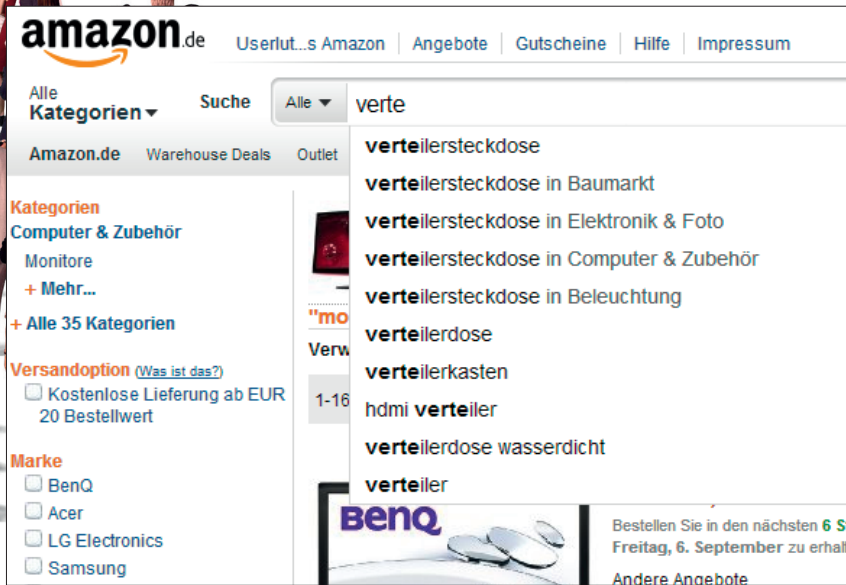 amazon.de
Userlut...s Amazon Angebote Gutscheine Hilfe Impressum
Alle
Kategorien
Suche
Alle
verte
Amazon.de Warehouse Deals Outlet
verteilersteckdose
verteilersteckdose in Baumarkt
verteilersteckdose in Elektronik & Foto
verteilersteckdose in Computer & Zubehör
verteilersteckdose in Beleuchtung
verteilerdose
verteilerkasten
hdmi verteiler
verteilerdose wasserdicht
verteiler
Kategorien
Computer & Zubehör
Monitore
+ Mehr...
+ Alle 35 Kategorien
Versandoption (Was ist das?)
Kostenlose Lieferung ab EUR
20 Bestellwert
Marke
BenQ
Acer
LG Electronics
Samsung
"mo
Verw
1-16
BenQ
Bestellen Sie in den nächsten 6 S
Freitag, 6. September zu erhal
Andere Angebote